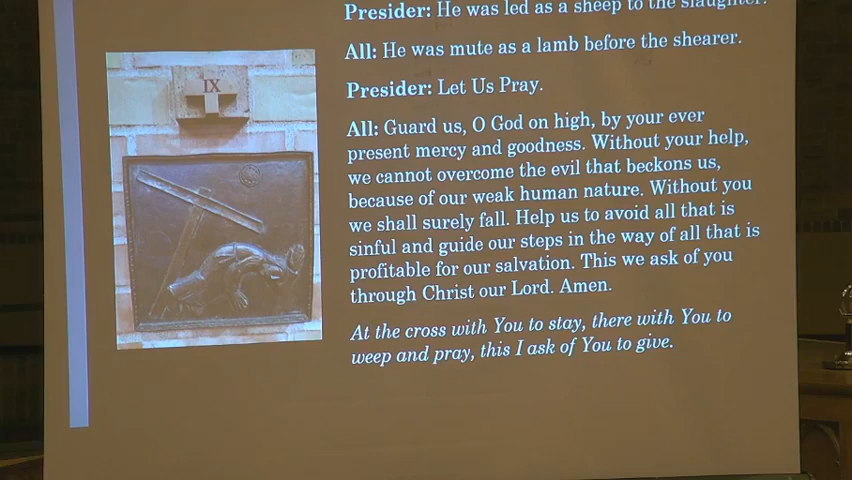 Presider: He was led as a sheep to the slaughter.
All: He was mute as a lamb before the shearer.
Presider: Let Us Pray.
All: Guard us, O God on high, by your ever
present mercy and goodness. Without your help,
we cannot overcome the evil that beckons us,
because of our weak human nature. Without you
we shall surely fall. Help us to avoid all that is
sinful and guide our steps in the way of all that is
profitable for our salvation. This we ask of you
through Christ our Lord. Amen.
At the cross with You to stay, there with You to
weep and pray, this I ask of You to give.
IX